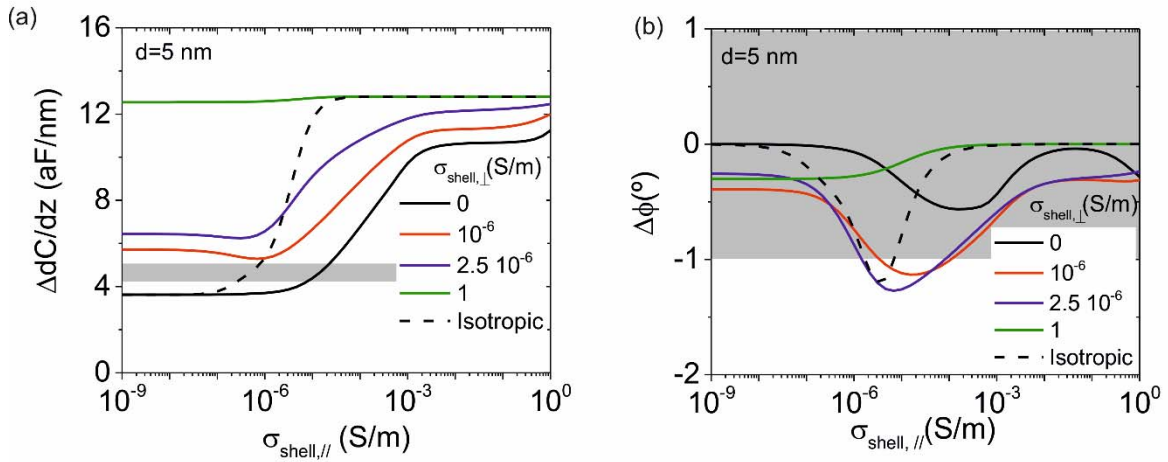 (a)
16
12
8
4
0
ΔdC/dz (aF/nm)
d=5 nm
σshell,⊥(S/m)
0
10⁻⁶
2.5 10⁻⁶
1
Isotropic
10⁻⁹
10⁻⁶
10⁻³
10⁰
σshell,// (S/m)
(b)
1
0
-1
-2
Δϕ(º)
d=5 nm
σshell,⊥(S/m)
0
10⁻⁶
2.5 10⁻⁶
1
Isotropic
10⁻⁹
10⁻⁶
10⁻³
10⁰
σshell, //(S/m)